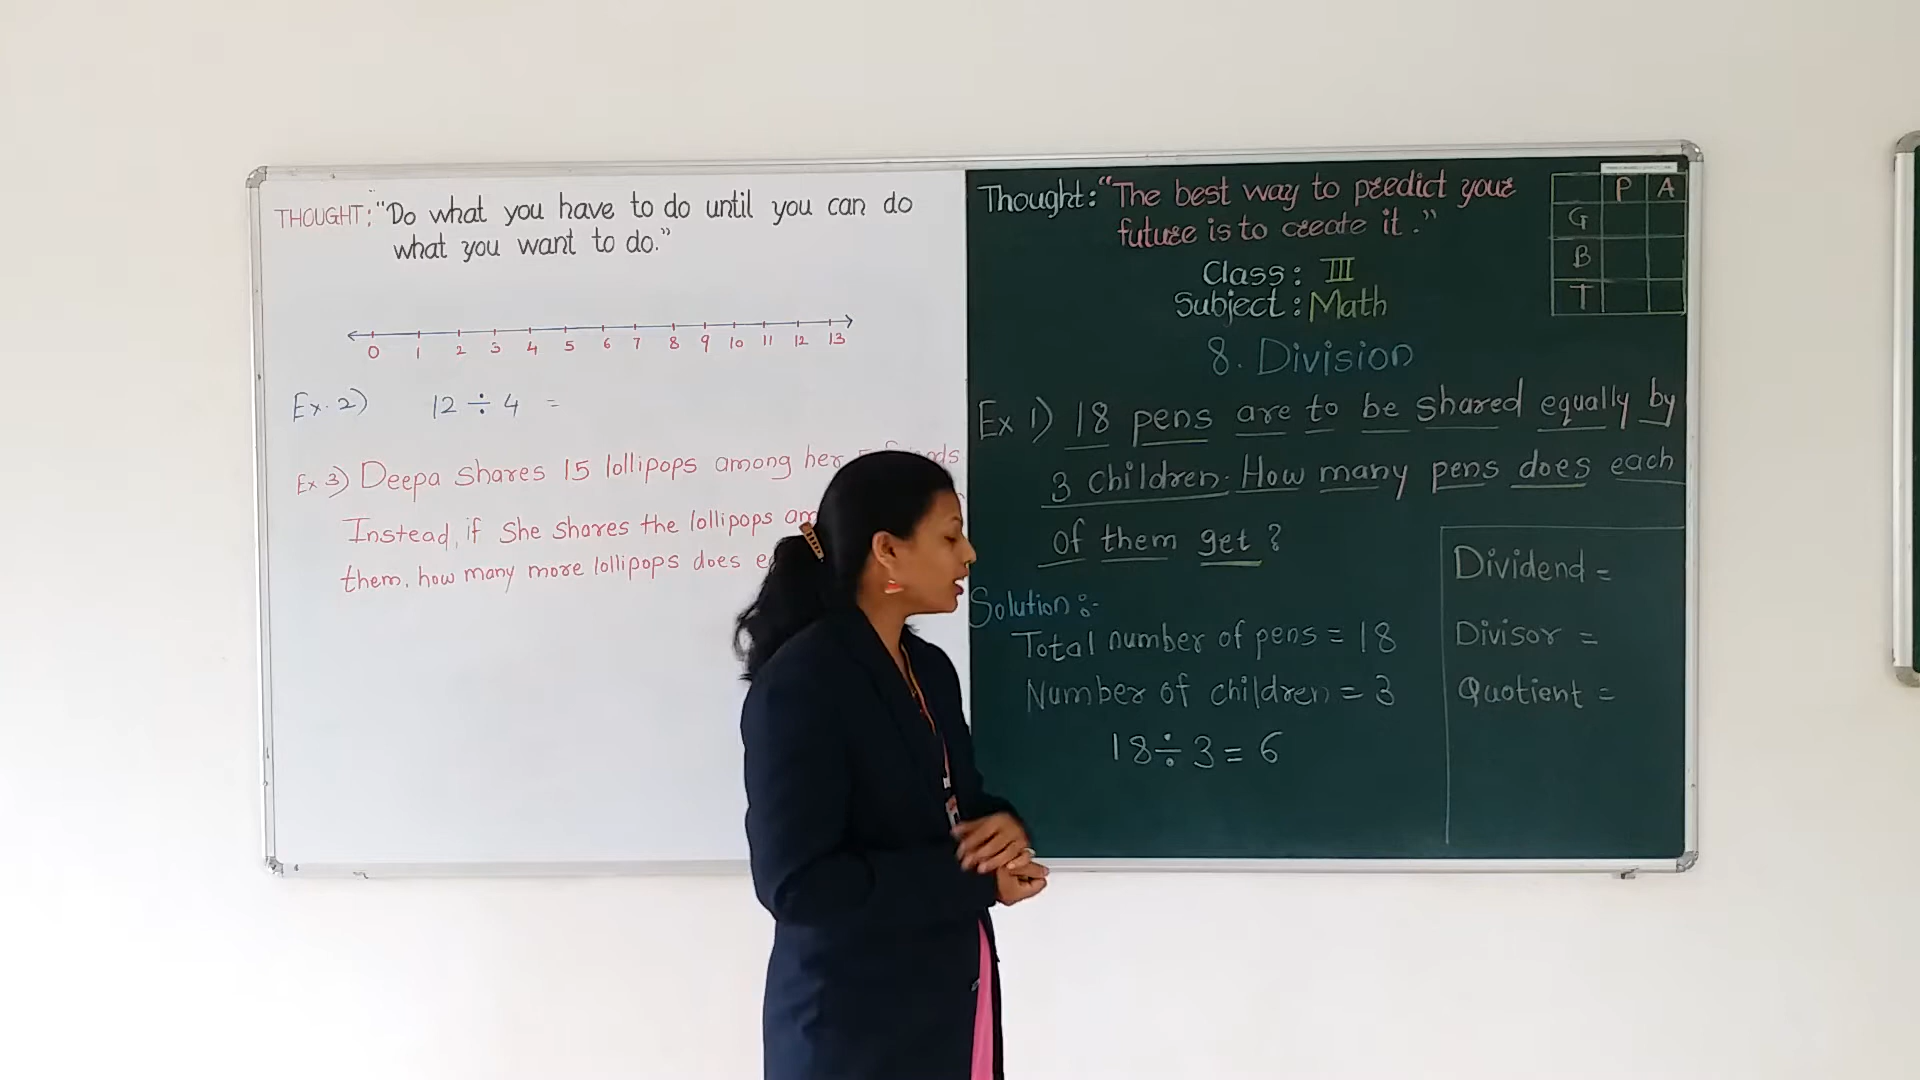 THOUGHT: "Do what you have to do until you can do
what you want to do."
0 1 2 3 4 5 6 7 8 9 10 11 12 13
Ex. 2) 12 ÷ 4 =
Ex 3) Deepa shares 15 lollipops among her 5 friends.
Instead, if she shares the lollipops
them, how many more lollipops does
Thought: "The best way to predict your
future is to create it."
P A
G
B
T
Class: III
Subject: Math
8. Division
Ex 1) 18 pens are to be shared equally by
3 children. How many pens does each
of them get?
Solution :-
Total number of pens = 18
Number of children = 3
18 ÷ 3 = 6
Dividend =
Divisor =
Quotient =